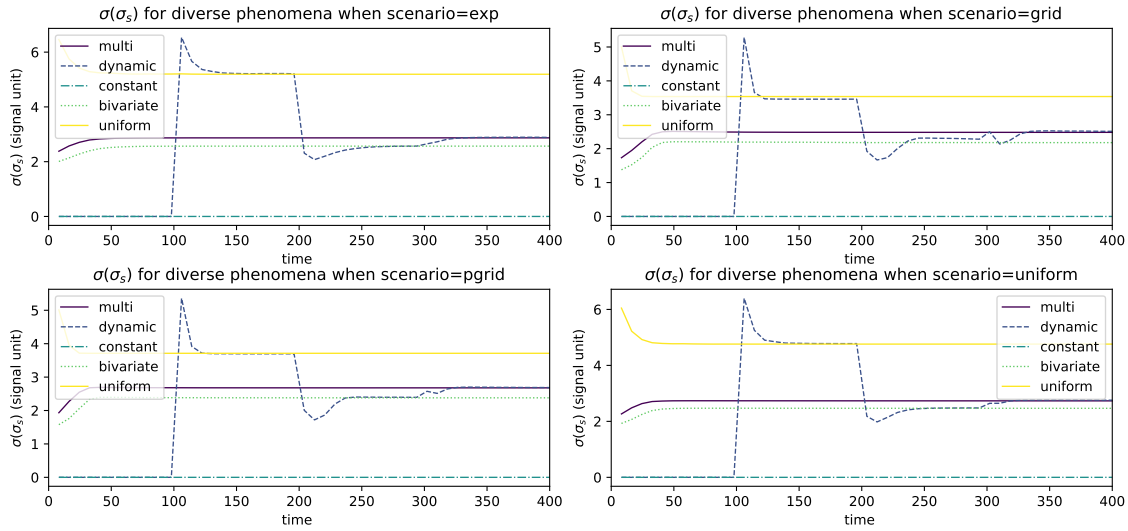 σ(σs) for diverse phenomena when scenario=exp
σ(σs) (signal unit)
6
4
2
0
multi
dynamic
constant
bivariate
uniform
0 50 100 150 200 250 300 350 400
time
σ(σs) for diverse phenomena when scenario=grid
σ(σs) (signal unit)
5
4
3
2
1
0
multi
dynamic
constant
bivariate
uniform
0 50 100 150 200 250 300 350 400
time
σ(σs) for diverse phenomena when scenario=pgrid
σ(σs) (signal unit)
5
4
3
2
1
0
multi
dynamic
constant
bivariate
uniform
0 50 100 150 200 250 300 350 400
time
σ(σs) for diverse phenomena when scenario=uniform
σ(σs) (signal unit)
6
4
2
0
multi
dynamic
constant
bivariate
uniform
0 50 100 150 200 250 300 350 400
time